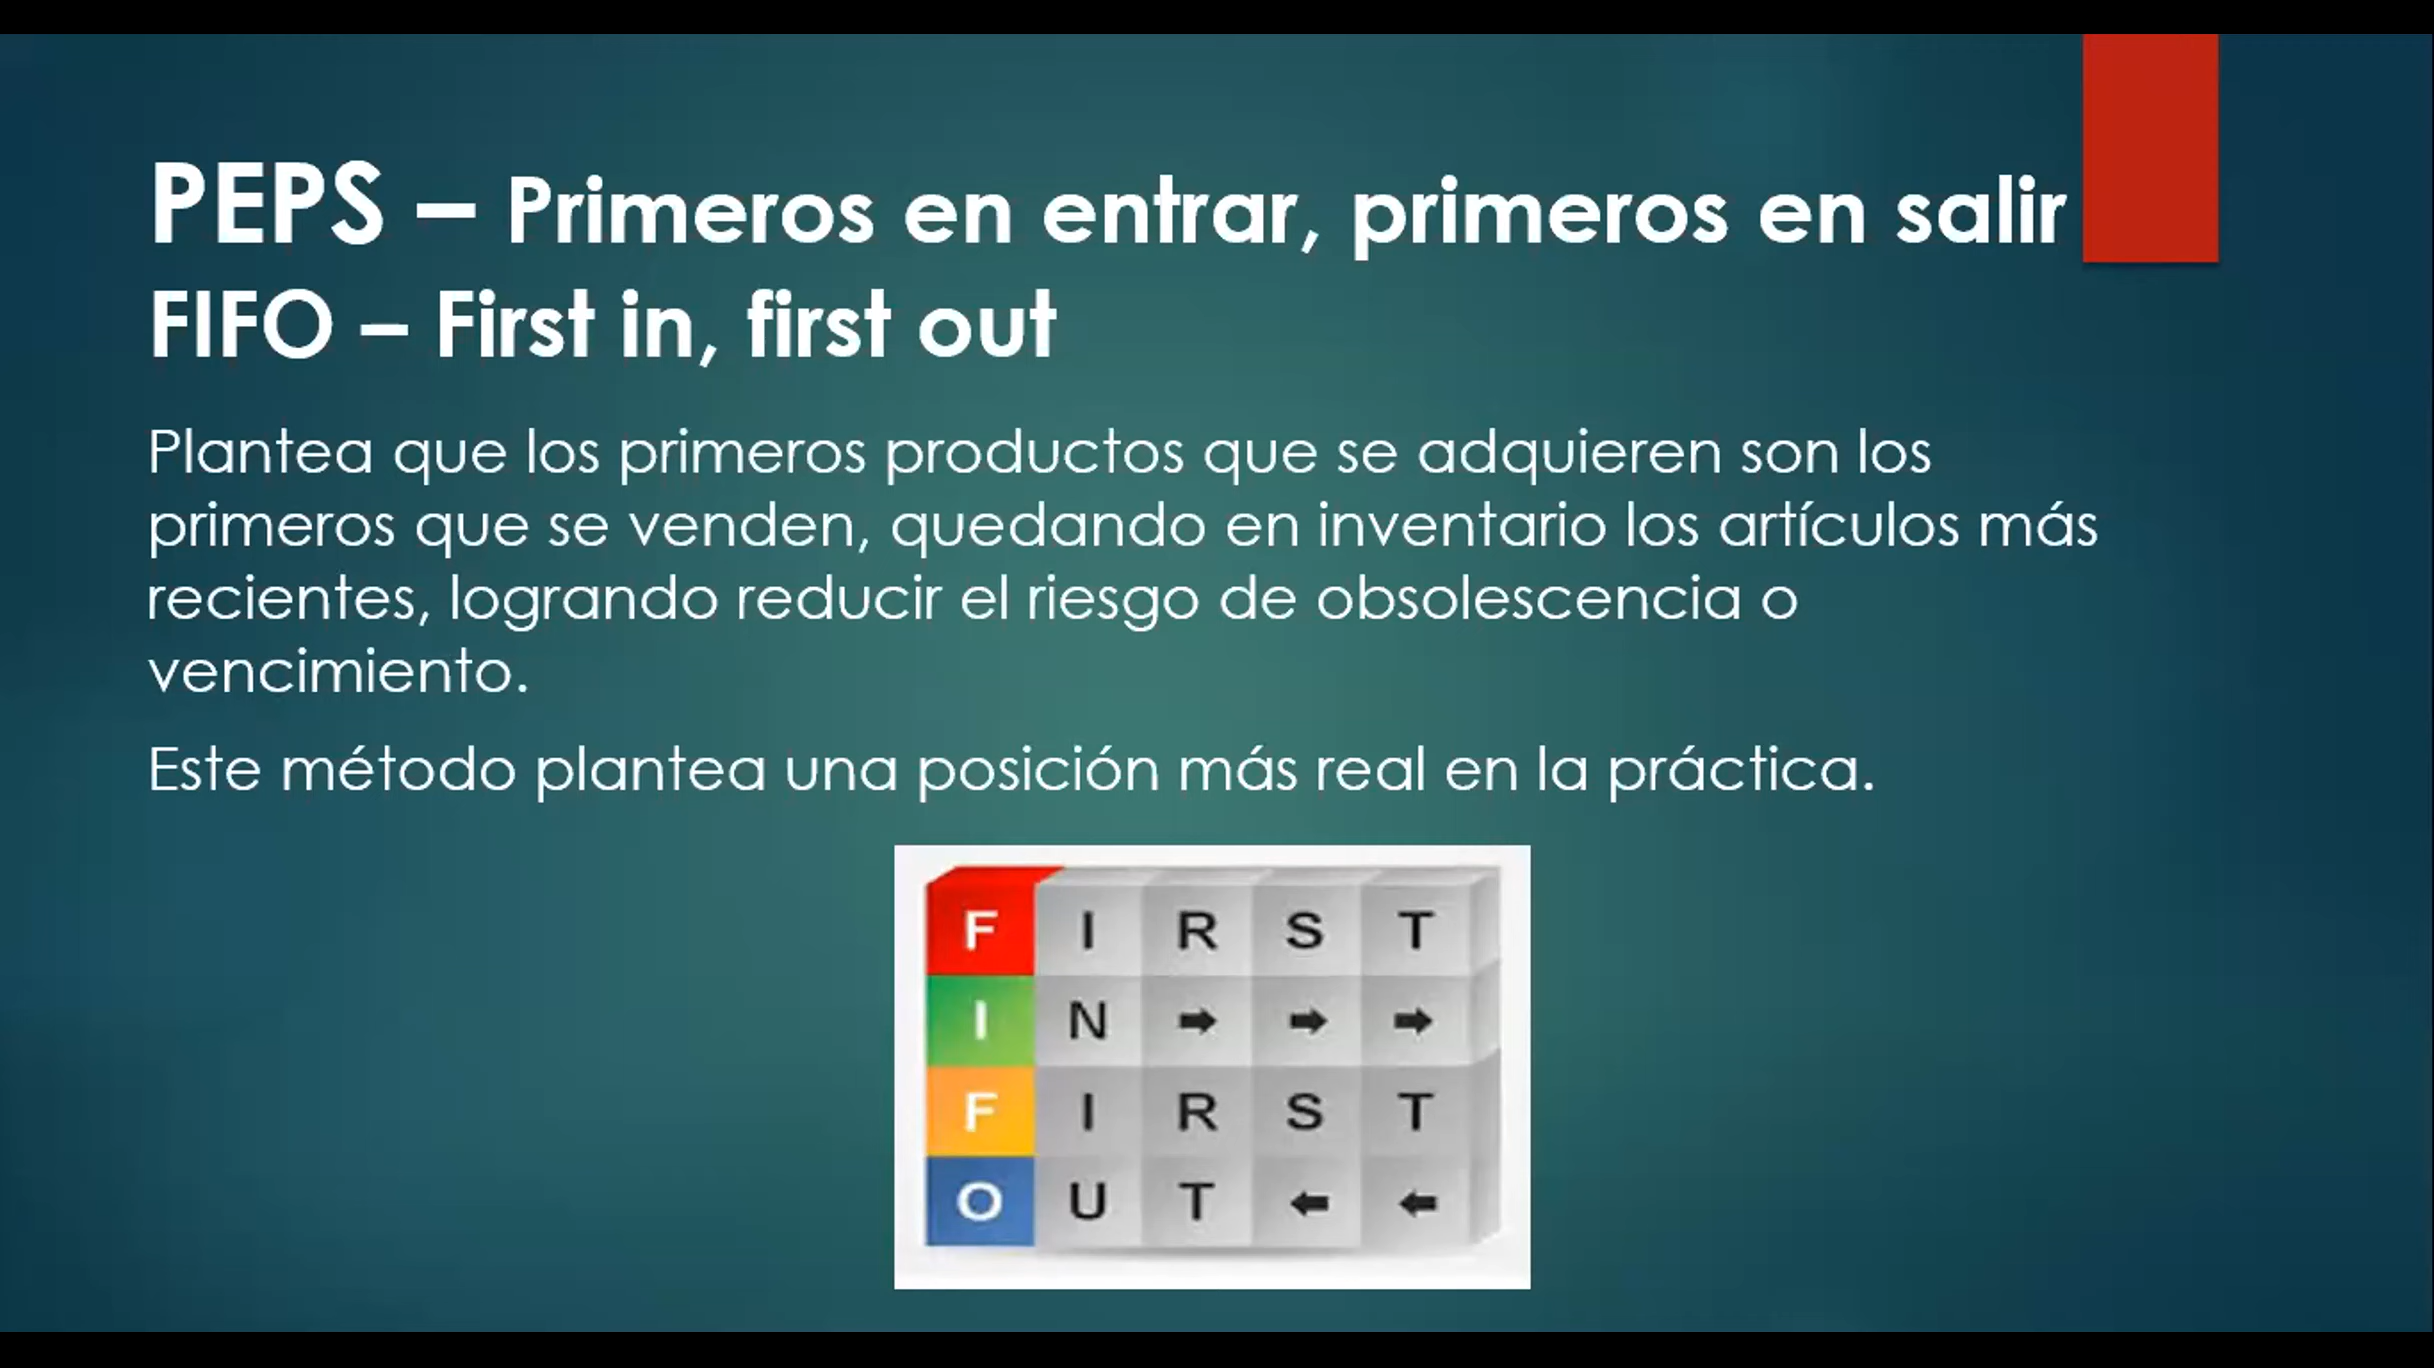 PEPS – Primeros en entrar, primeros en salir
FIFO – First in, first out
Plantea que los primeros productos que se adquieren son los
primeros que se venden, quedando en inventario los artículos más
recientes, logrando reducir el riesgo de obsolescencia o
vencimiento.
Este método plantea una posición más real en la práctica.
F I R S T
I N → → →
F I R S T
O U T ← ←